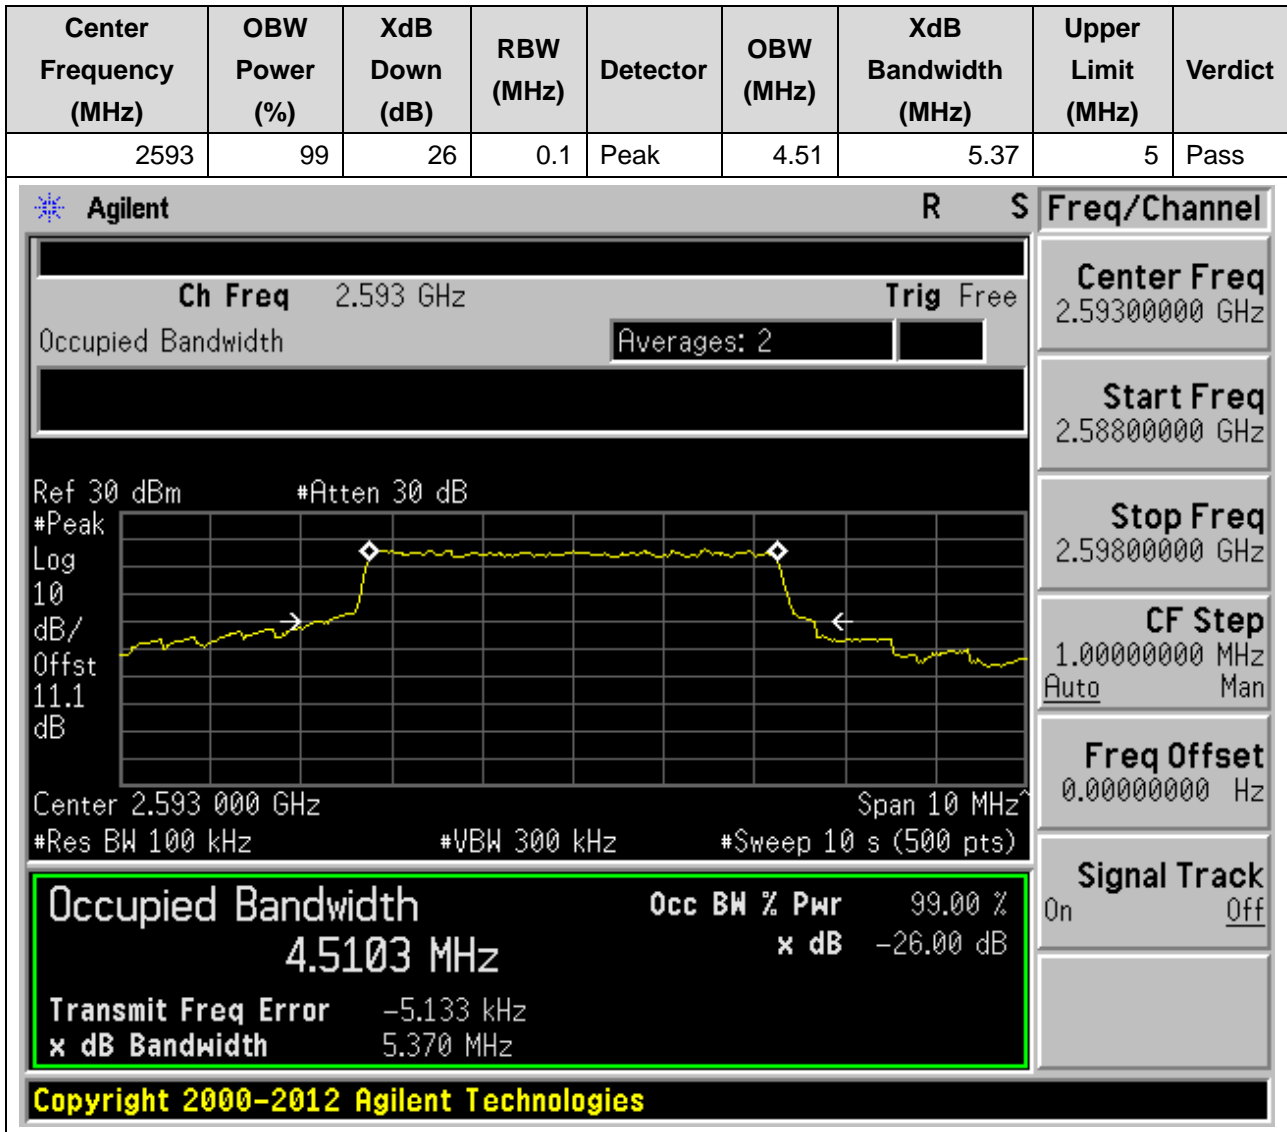 Center Frequency (MHz) OBW Power (%) XdB Down (dB) RBW (MHz) Detector OBW (MHz) XdB Bandwidth (MHz) Upper Limit (MHz) Verdict
2593 99 26 0.1 Peak 4.51 5.37 5 Pass
Agilent R S Freq/Channel
Ch Freq 2.593 GHz Trig Free
Occupied Bandwidth Averages: 2
Center Freq
2.59300000 GHz
Start Freq
2.58800000 GHz
Stop Freq
2.59800000 GHz
CF Step
1.00000000 MHz
Auto Man
Freq Offset
0.00000000 Hz
Signal Track
On Off
Ref 30 dBm #Atten 30 dB
#Peak
Log
10
dB/
Offst
11.1
dB
Center 2.593 000 GHz Span 10 MHz^
#Res BW 100 kHz #VBW 300 kHz #Sweep 10 s (500 pts)
Occupied Bandwidth Occ BW % Pwr 99.00 %
4.5103 MHz x dB -26.00 dB
Transmit Freq Error -5.133 kHz
x dB Bandwidth 5.370 MHz
Copyright 2000-2012 Agilent Technologies